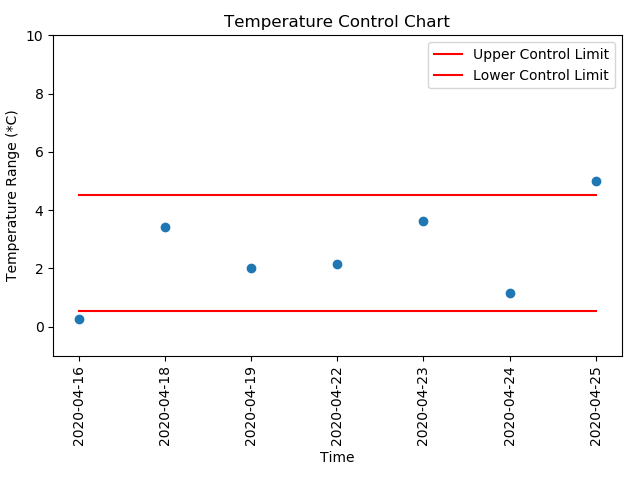 Temperature Control Chart
Upper Control Limit
Lower Control Limit
Temperature Range (*C)
10
8
6
4
2
0
2020-04-16
2020-04-18
2020-04-19
2020-04-22
2020-04-23
2020-04-24
2020-04-25
Time